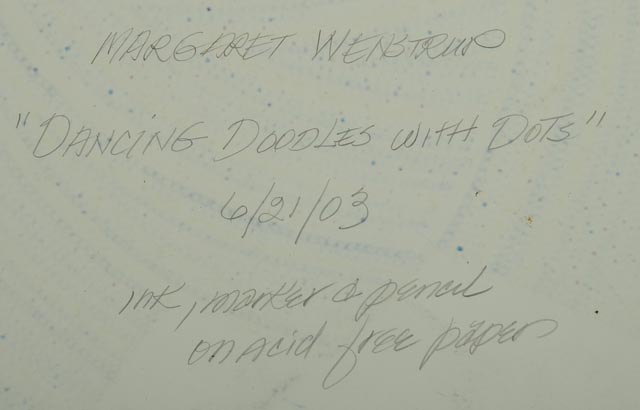 MARGARET WENSTRUP
"DANCING DOODLES WITH DOTS"
6/21/03
ink, marker & pencil
on acid free paper